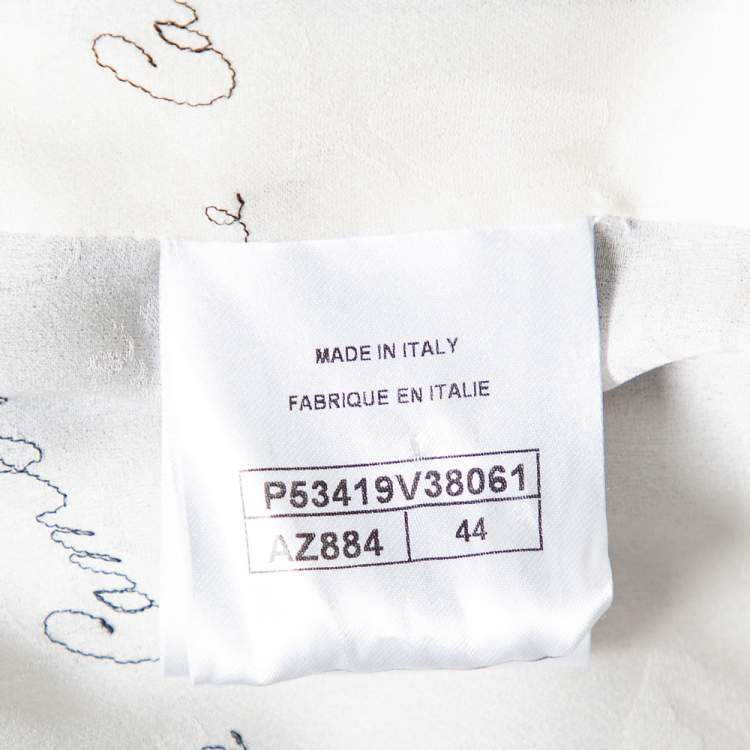 MADE IN ITALY
FABRIQUE EN ITALIE
P53419V38061
AZ884 44